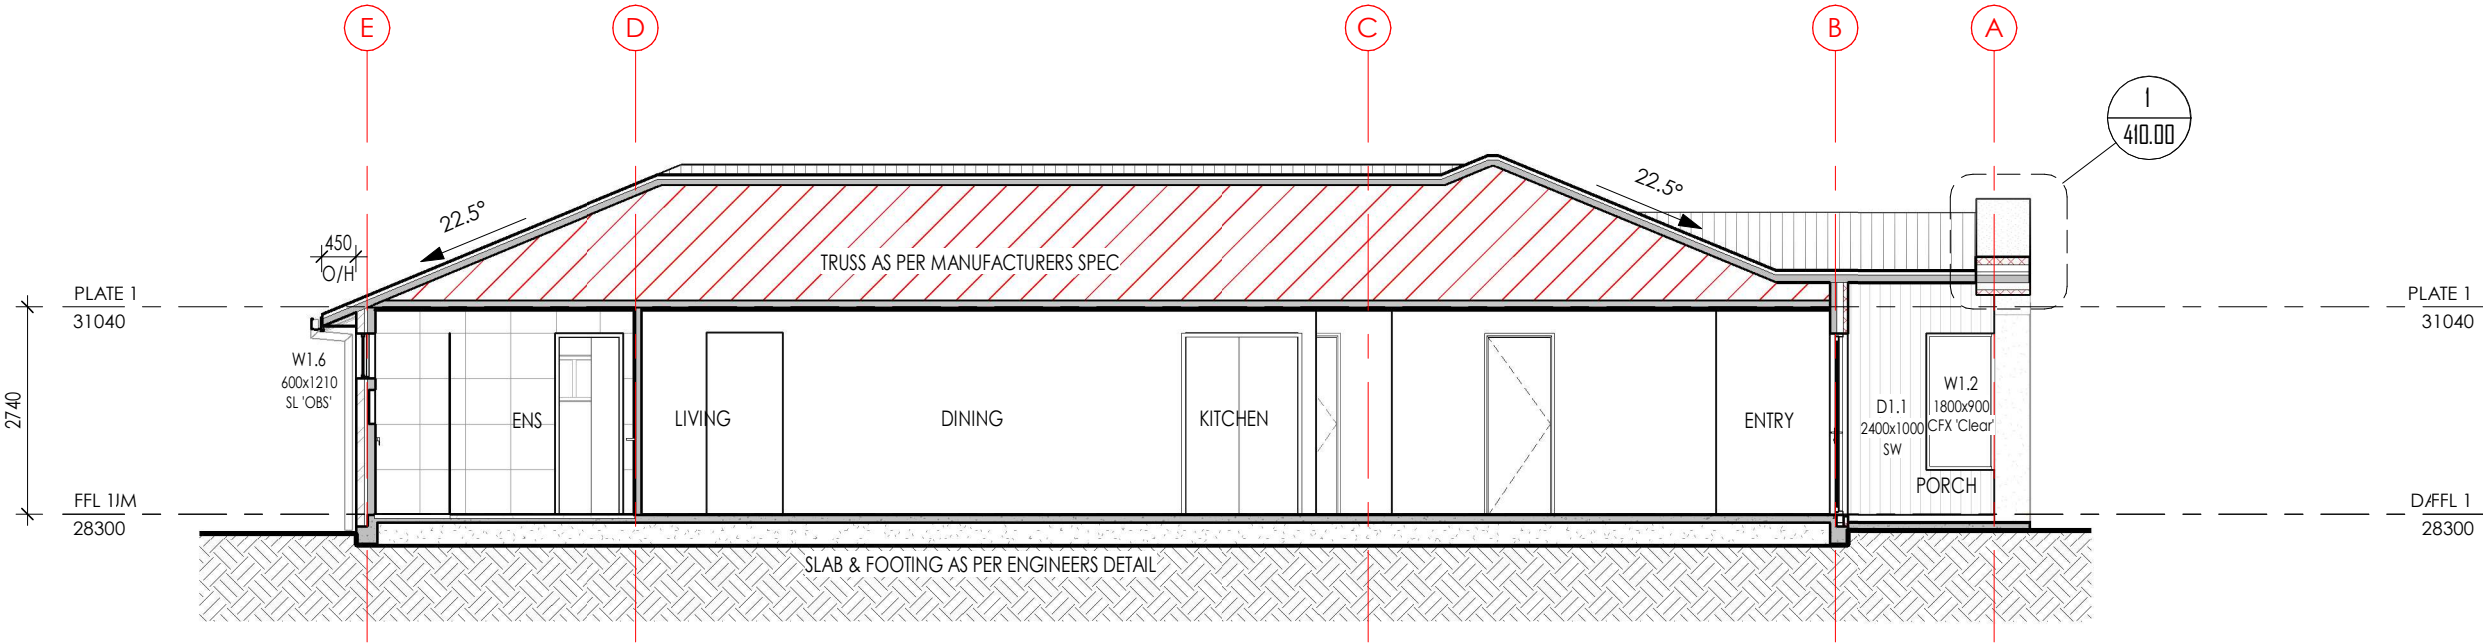 E
D
C
B
A
1
410.00
22.5°
22.5°
450
O/H
TRUSS AS PER MANUFACTURERS SPEC
PLATE 1
31040
PLATE 1
31040
2740
W1.6
600x1210
SL 'OBS'
ENS
LIVING
DINING
KITCHEN
ENTRY
D1.1
2400x1000
SW
W1.2
1800x900
CFX 'Clear'
PORCH
FFL 1JM
28300
D/FFL 1
28300
SLAB & FOOTING AS PER ENGINEERS DETAIL